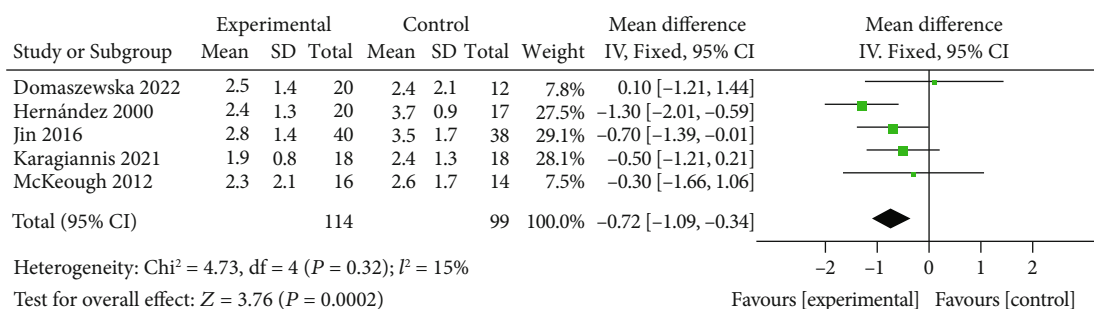 Experimental Control Mean difference Mean difference
Study or Subgroup Mean SD Total Mean SD Total Weight IV, Fixed, 95% CI IV. Fixed, 95% CI
Domaszewska 2022 2.5 1.4 20 2.4 2.1 12 7.8% 0.10 [–1.21, 1.44]
Hernández 2000 2.4 1.3 20 3.7 0.9 17 27.5% –1.30 [–2.01, –0.59]
Jin 2016 2.8 1.4 40 3.5 1.7 38 29.1% –0.70 [–1.39, –0.01]
Karagiannis 2021 1.9 0.8 18 2.4 1.3 18 28.1% –0.50 [–1.21, 0.21]
McKeough 2012 2.3 2.1 16 2.6 1.7 14 7.5% –0.30 [–1.66, 1.06]
Total (95% CI) 114 99 100.0% –0.72 [–1.09, –0.34]
Heterogeneity: Chi² = 4.73, df = 4 (P = 0.32); I² = 15% –2 –1 0 1 2
Test for overall effect: Z = 3.76 (P = 0.0002) Favours [experimental] Favours [control]